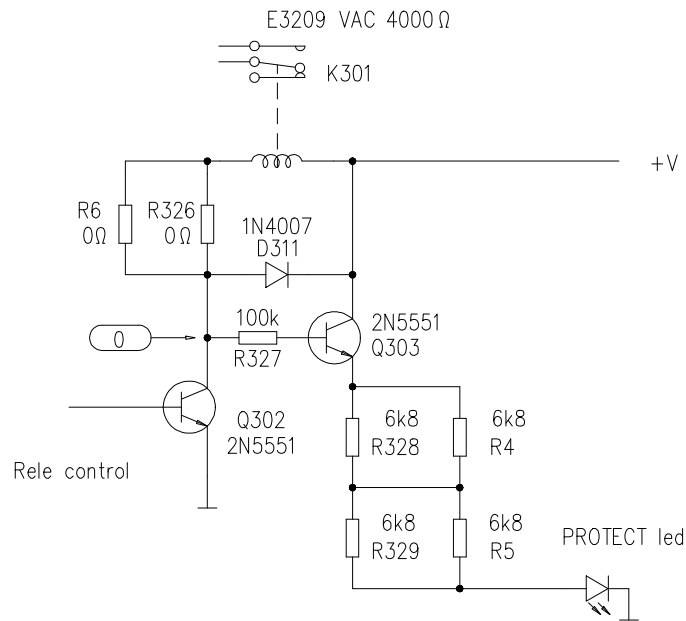 E3209 VAC 4000Ω
K301
+V
R6
0Ω
R326
0Ω
1N4007
D311
100k
R327
0
2N5551
Q303
Q302
2N5551
6k8
R328
6k8
R4
Rele control
6k8
R329
6k8
R5
PROTECT led